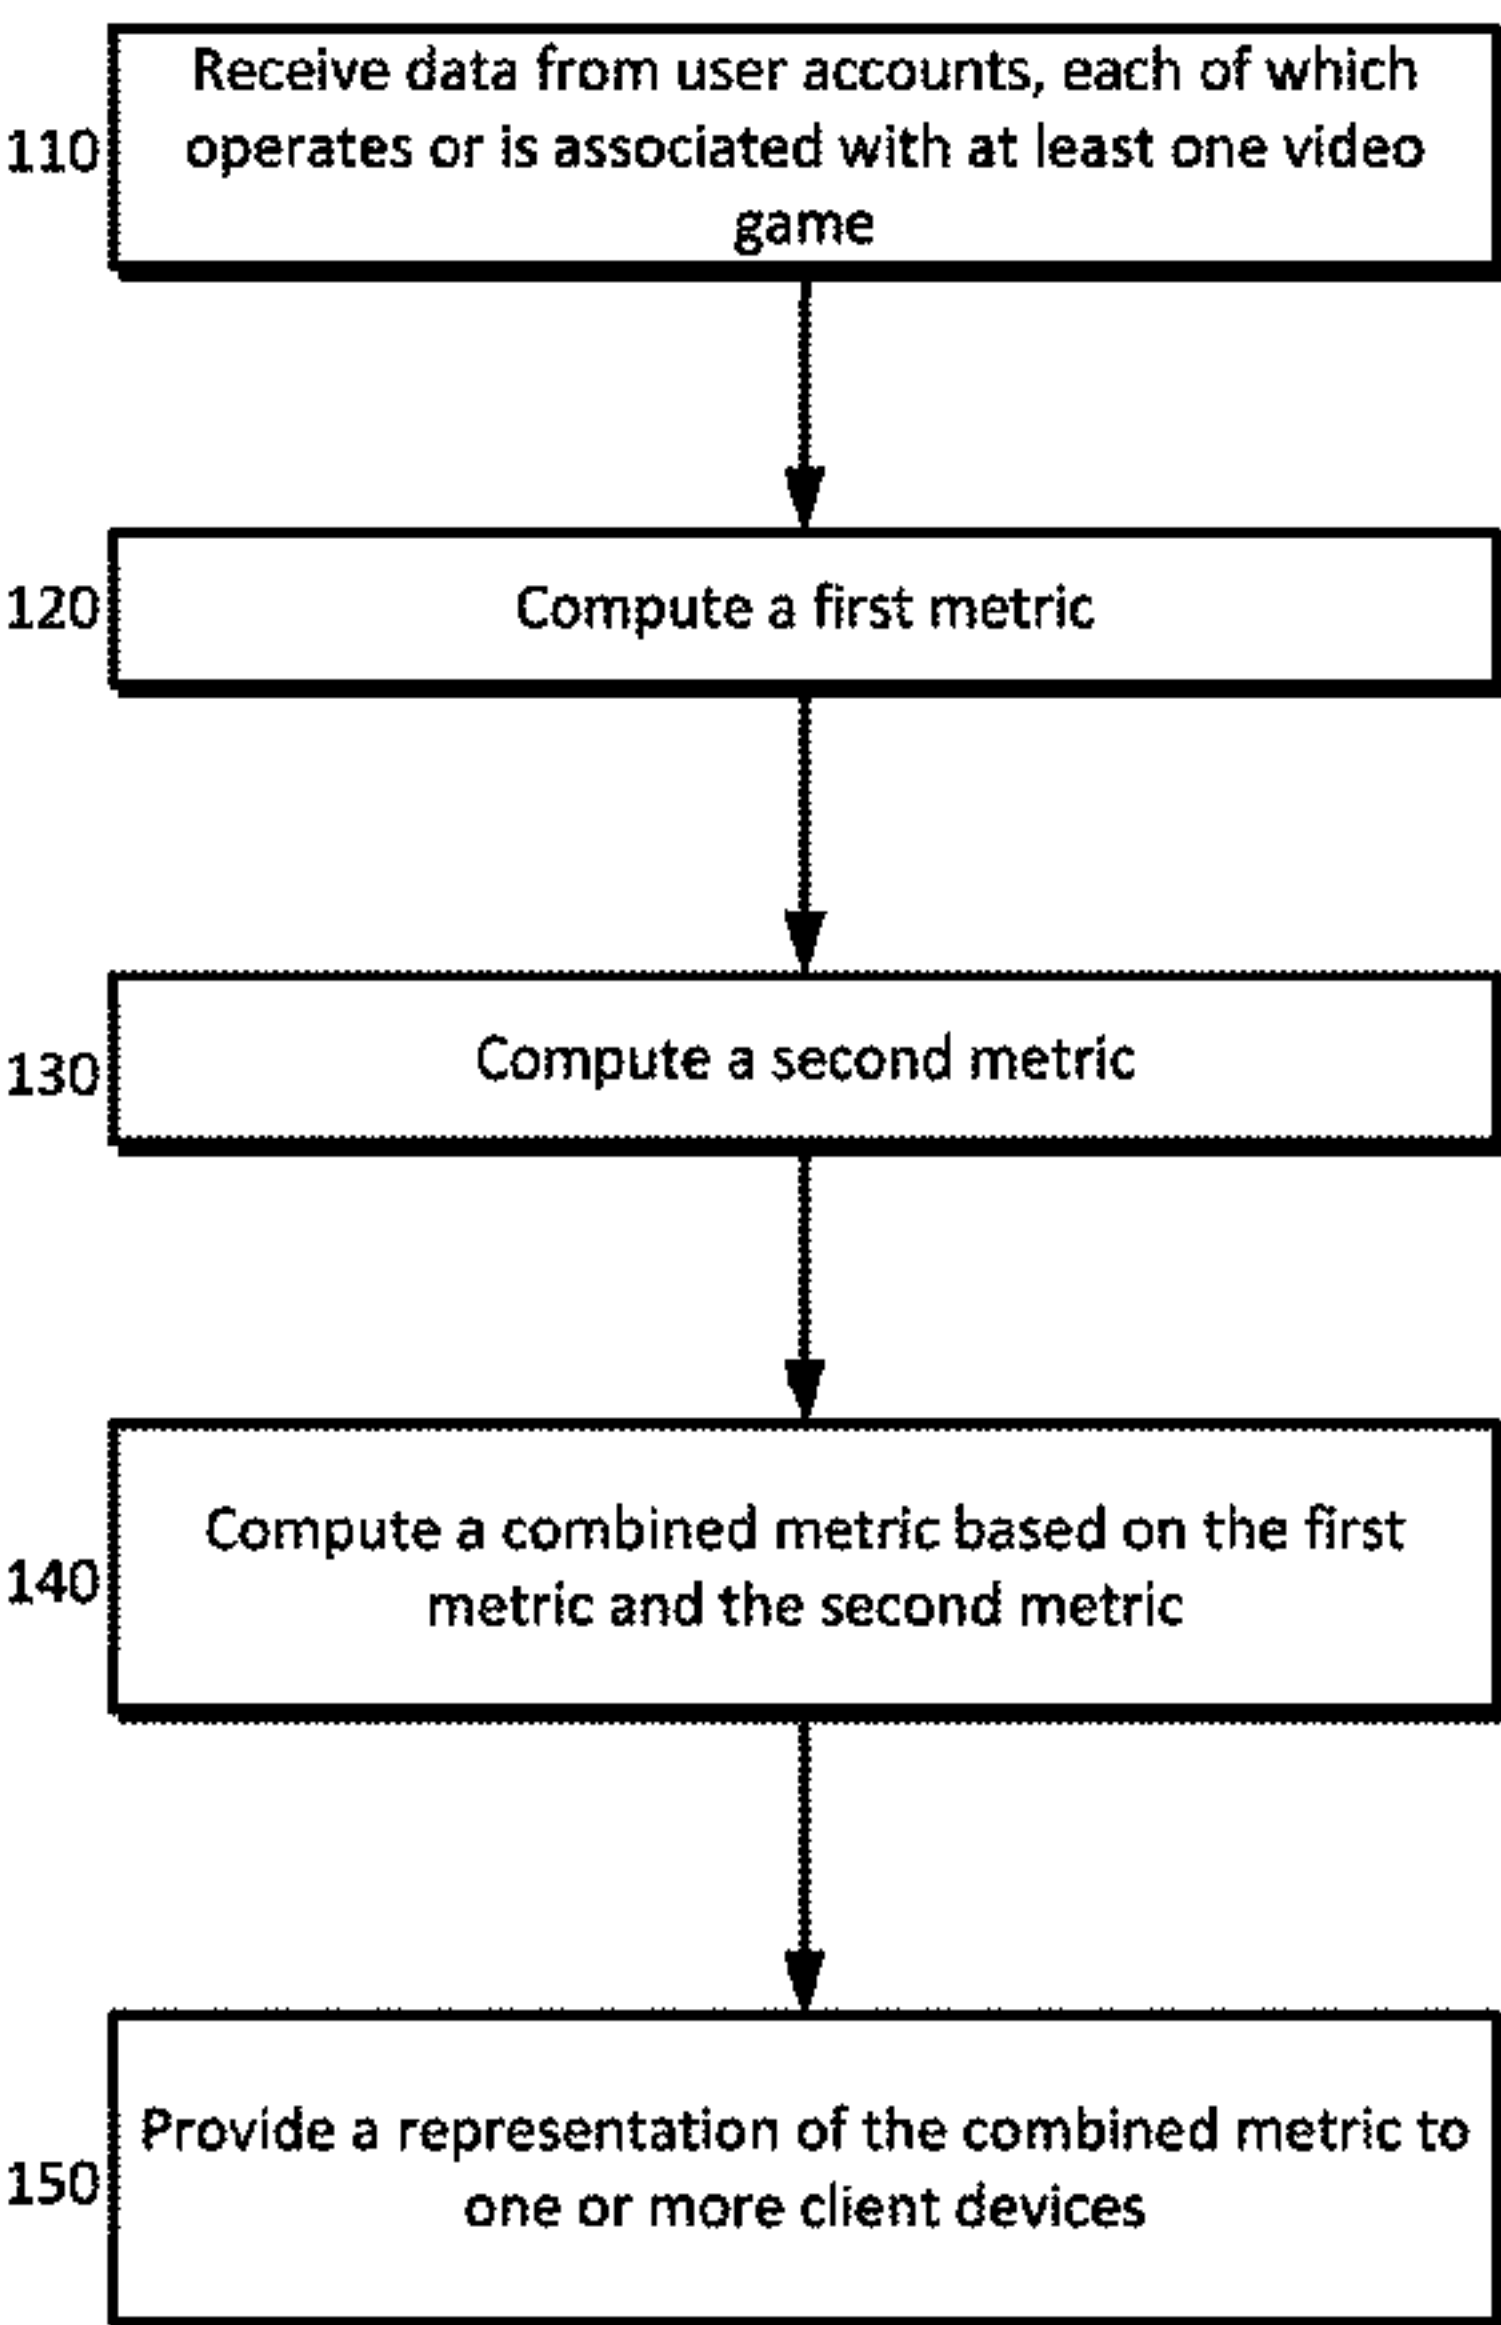 Receive data from user accounts, each of which
110
operates or is associated with at least one video
game
120
Compute a first metric
130
Compute a second metric
Compute a combined metric based on the first
140
metric and the second metric
Provide a representation of the combined metric to
150
one or more client devices